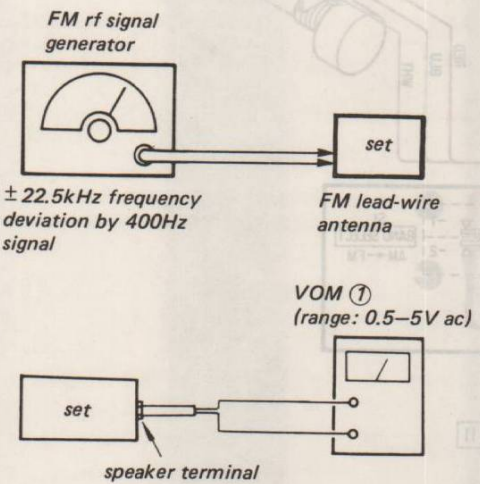 FM rf signal
generator
set
± 22.5kHz frequency
deviation by 400Hz
signal
FM lead-wire
antenna
VOM ①
(range: 0.5—5V ac)
set
speaker terminal